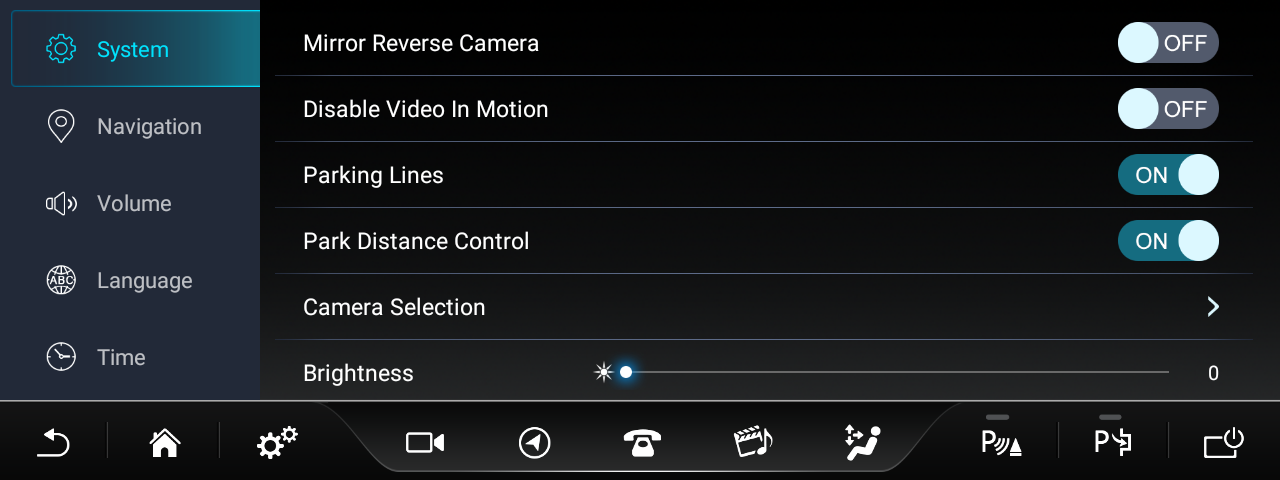 System
Navigation
Volume
ABC
Language
Time
Mirror Reverse Camera OFF
Disable Video In Motion OFF
Parking Lines ON
Park Distance Control ON
Camera Selection
Brightness 0
P P